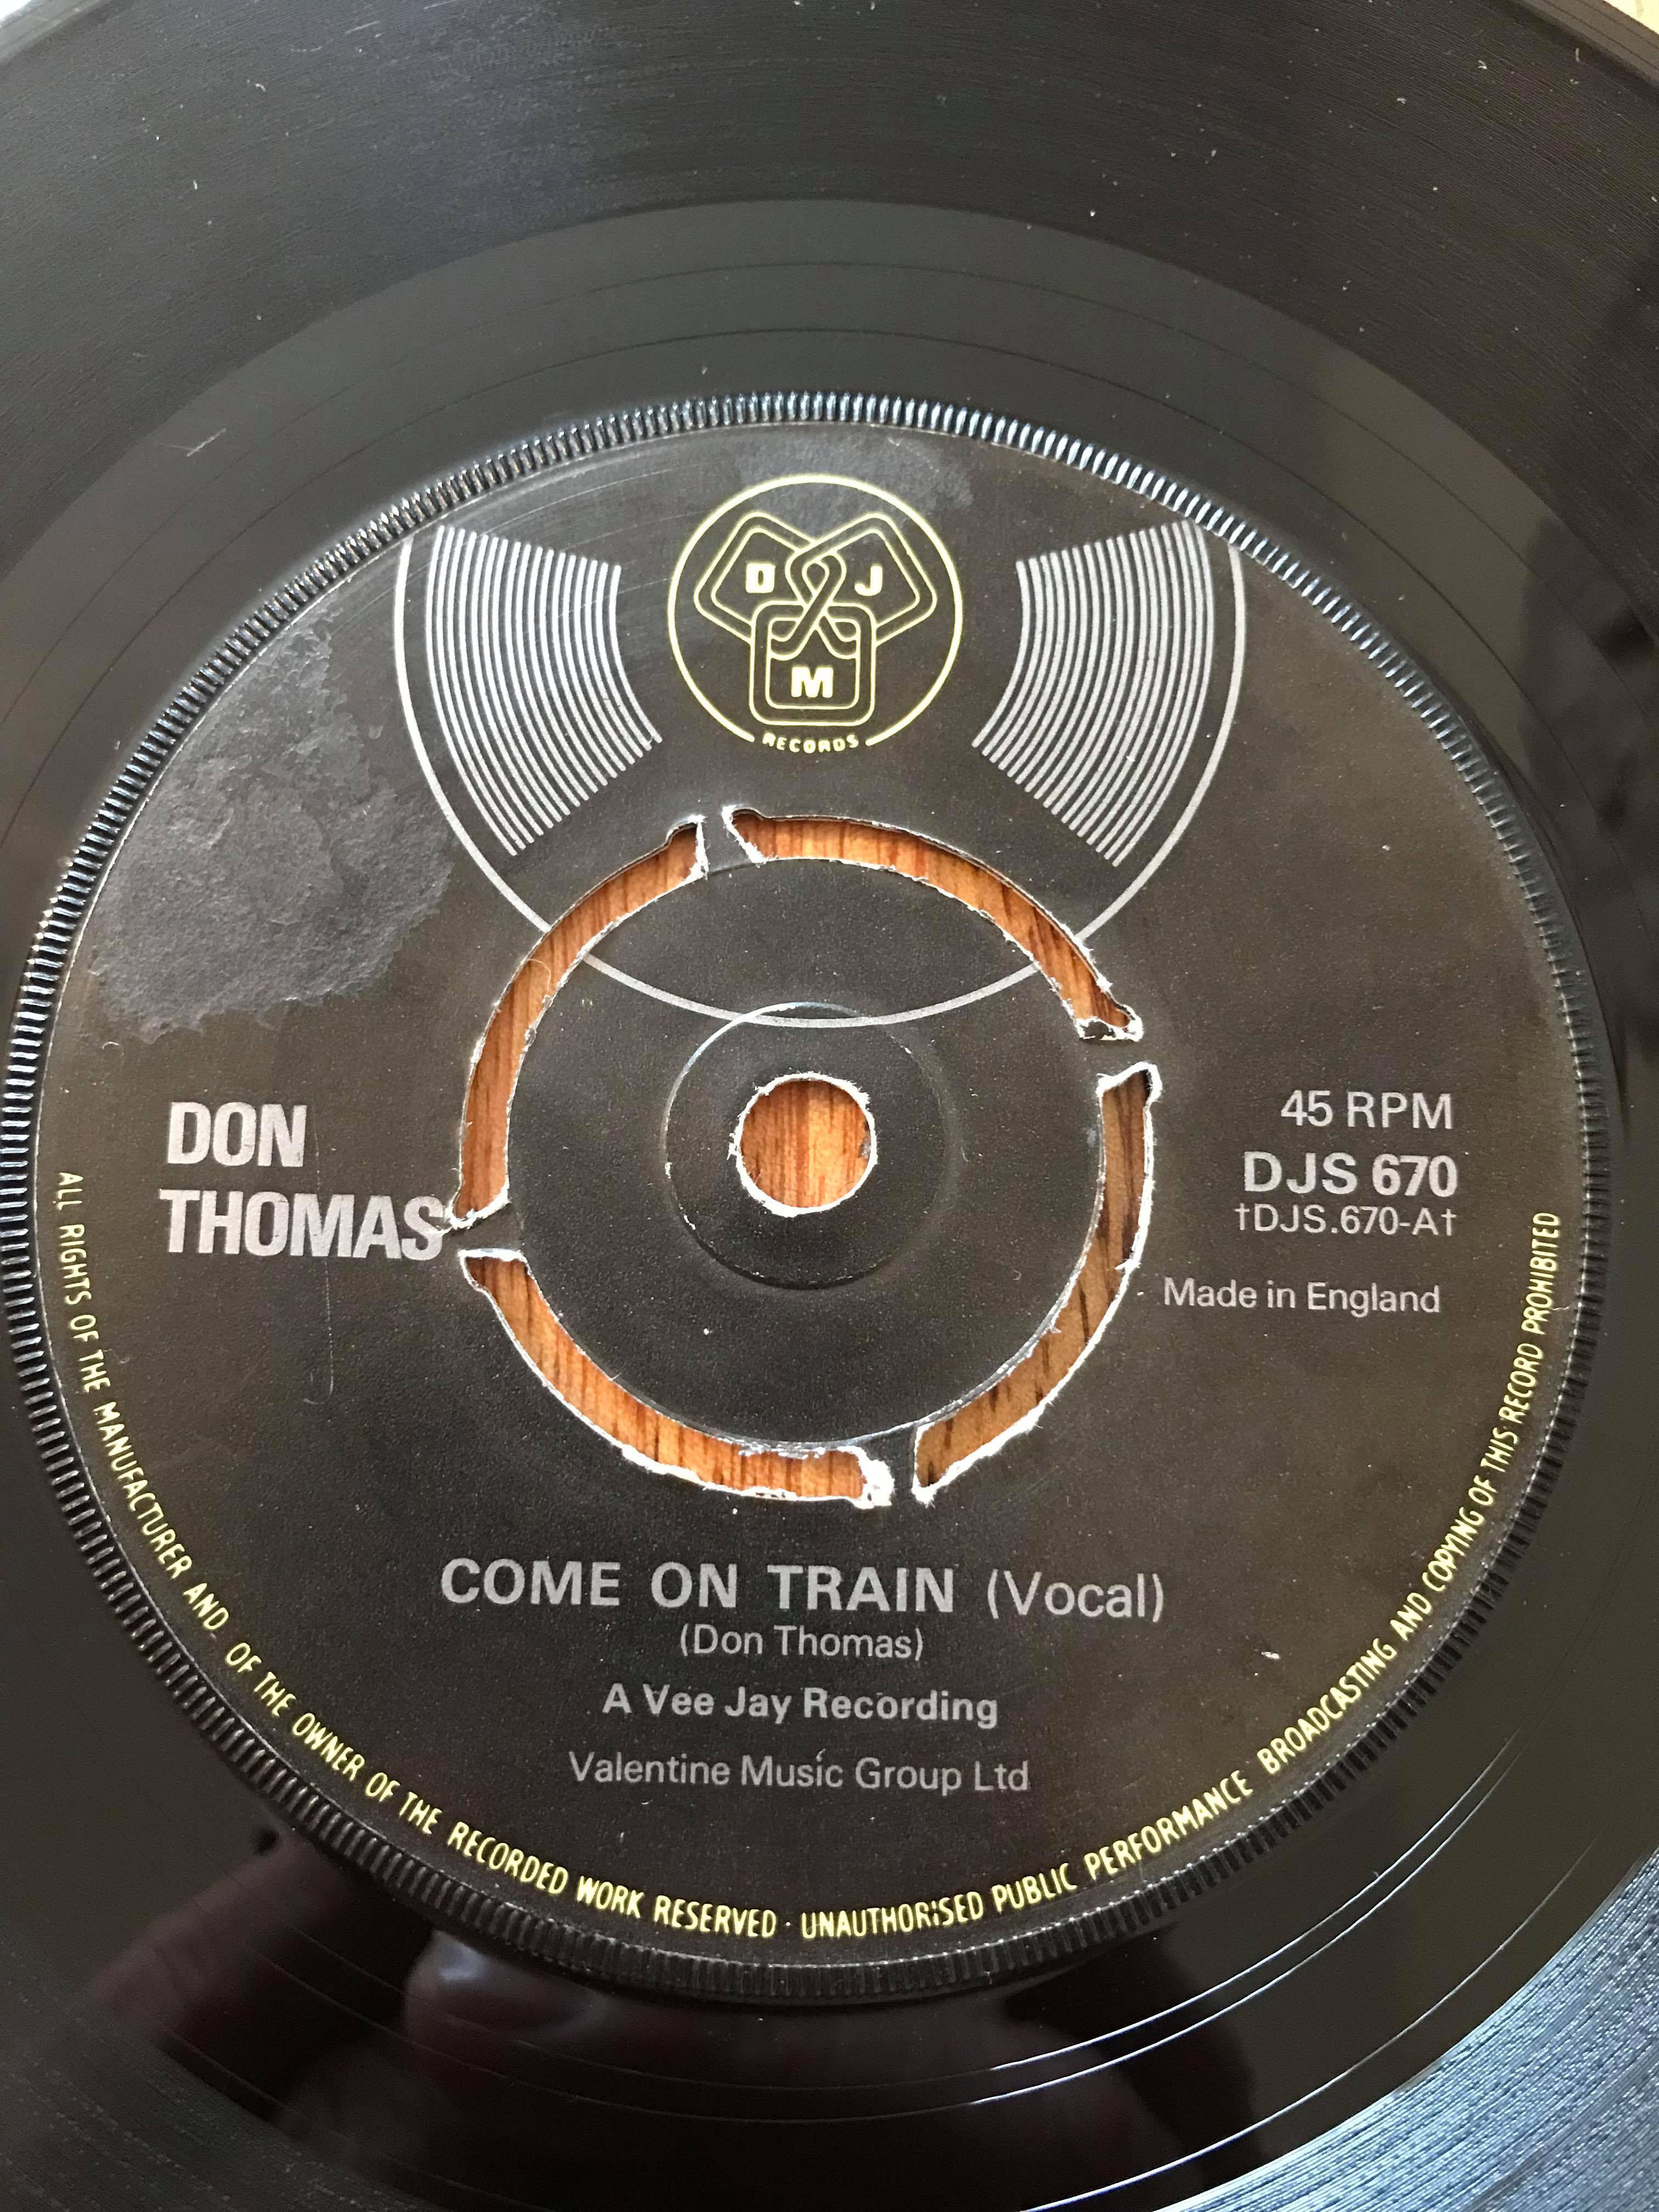 D J
M
RECORDS
DON
THOMAS
45 RPM
DJS 670
†DJS.670-A†
Made in England
COME ON TRAIN (Vocal)
(Don Thomas)
A Vee Jay Recording
Valentine Music Group Ltd
ALL RIGHTS OF THE MANUFACTURER AND OF THE OWNER OF THE RECORDED WORK RESERVED · UNAUTHORISED PUBLIC PERFORMANCE BROADCASTING AND COPYING OF THIS RECORD PROHIBITED